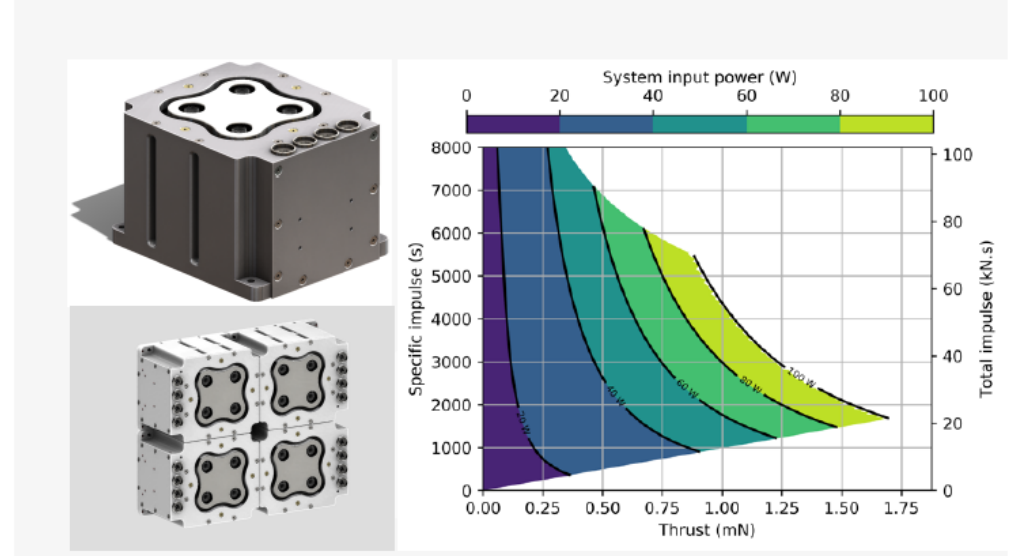 System input power (W)
0 20 40 60 80 100
8000
7000
6000
5000
4000
3000
2000
1000
0
Specific impulse (s)
20 W
40 W
60 W
80 W
100 W
100
80
60
40
20
0
Total impulse (kN.s)
0.00 0.25 0.50 0.75 1.00 1.25 1.50 1.75
Thrust (mN)